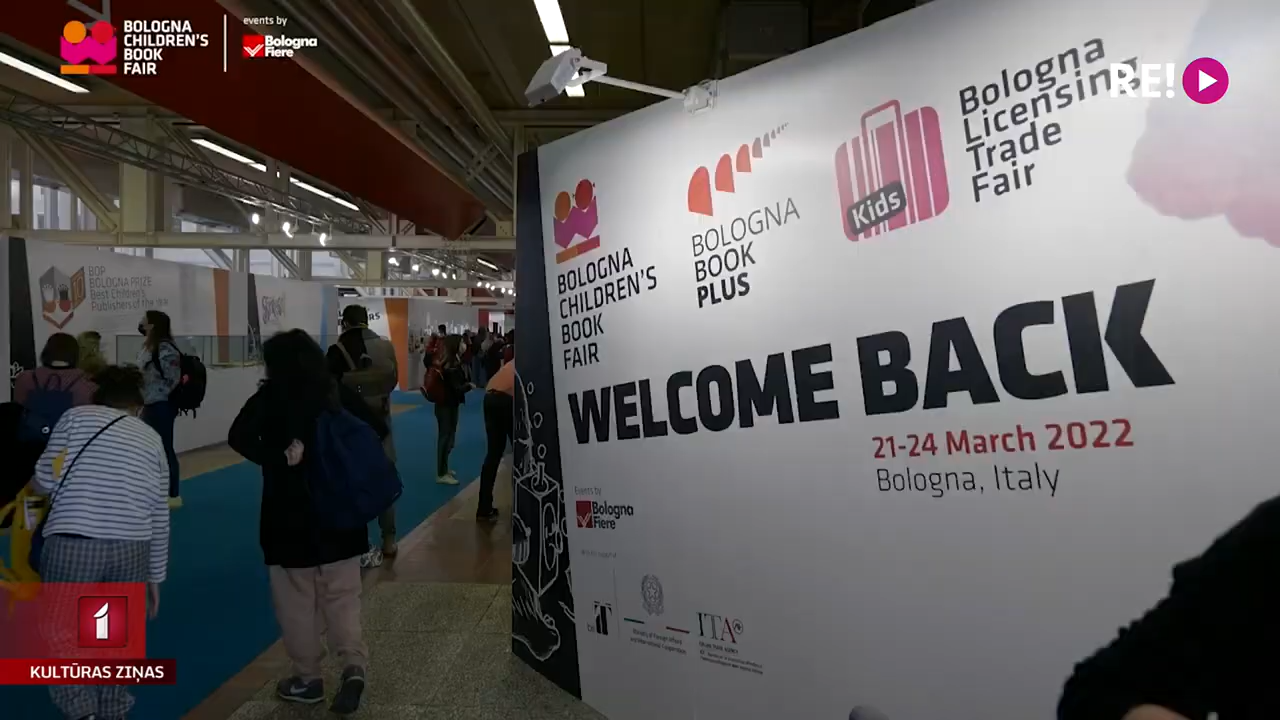 BOLOGNA
CHILDREN'S
BOOK
FAIR
events by
Bologna
Fiere
RE!
BOP
BOLOGNA PRIZE
Best Children's
Publishers of the year
BOLOGNA
CHILDREN'S
BOOK
FAIR
BOLOGNA
BOOK
PLUS
Kids
Bologna
Licensing
Trade
Fair
WELCOME BACK
21-24 March 2022
Bologna, Italy
Events by
Bologna
Fiere
ITA
1
KULTŪRAS ZIŅAS